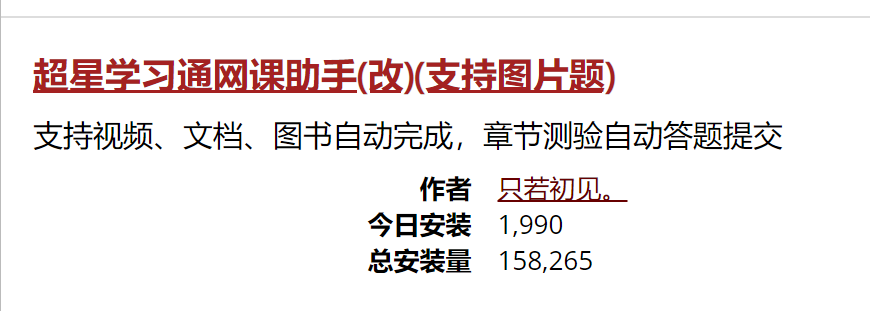 超星学习通网课助手(改)(支持图片题)
支持视频、文档、图书自动完成，章节测验自动答题提交
作者 只若初见。
今日安装 1,990
总安装量 158,265